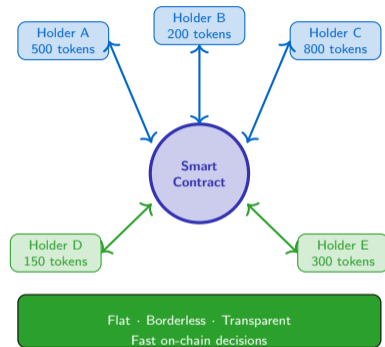 Holder A
500 tokens
Holder B
200 tokens
Holder C
800 tokens
Smart
Contract
Holder D
150 tokens
Holder E
300 tokens
Flat · Borderless · Transparent
Fast on-chain decisions